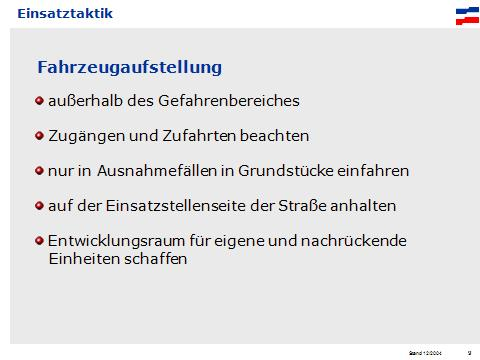 Einsatztaktik
Fahrzeugaufstellung
außerhalb des Gefahrenbereiches
Zugängen und Zufahrten beachten
nur in Ausnahmefällen in Grundstücke einfahren
auf der Einsatzstellenseite der Straße anhalten
Entwicklungsraum für eigene und nachrückende
Einheiten schaffen
Stand 12/2004 9